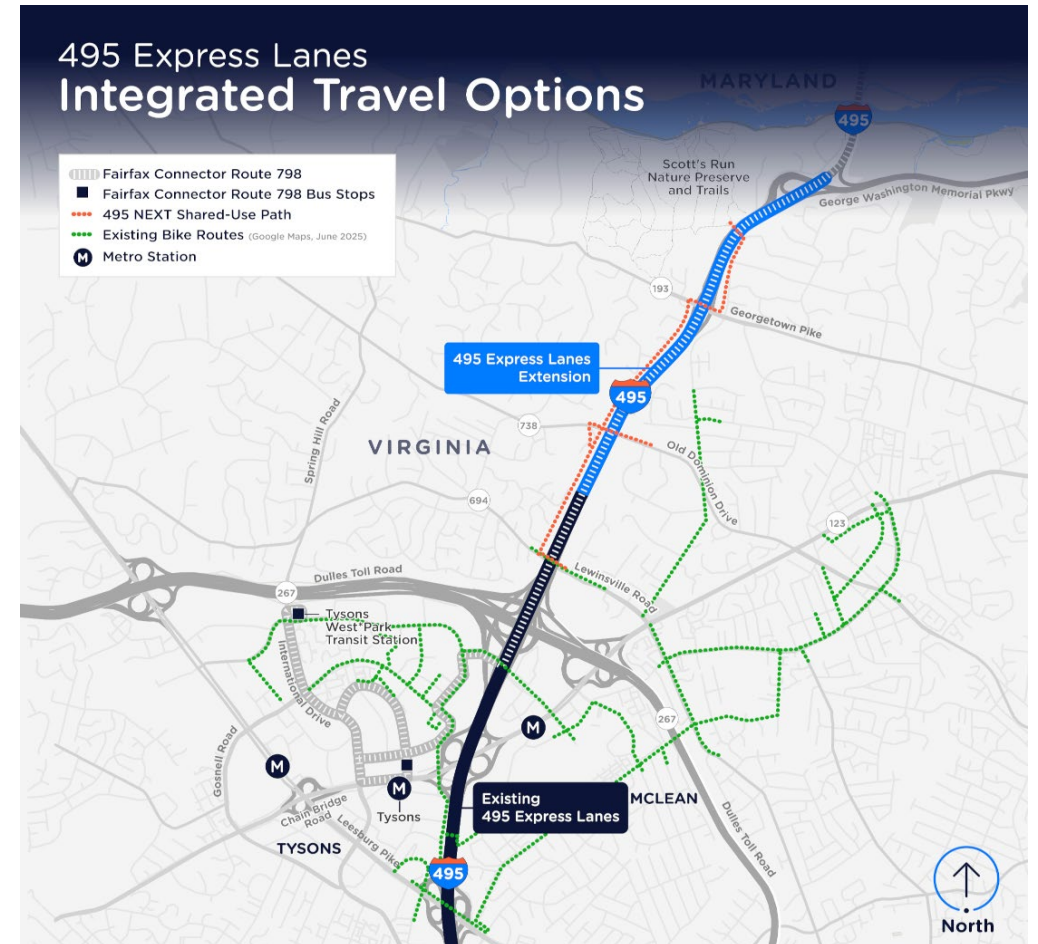 495 Express Lanes
Integrated Travel Options
MARYLAND
495
Fairfax Connector Route 798
Fairfax Connector Route 798 Bus Stops
495 NEXT Shared-Use Path
Existing Bike Routes (Google Maps, June 2025)
M Metro Station
Scott's Run
Nature Preserve
and Trails
George Washington Memorial Pkwy
193
Georgetown Pike
495 Express Lanes
Extension
495
Spring Hill Road
738
VIRGINIA
Old Dominion Drive
694
123
Dulles Toll Road
Lewinsville Road
267
Tysons
West*Park
Transit Station
International Drive
267
M
Gosnell Road
M
M
Tysons
Existing
495 Express Lanes
MCLEAN
Chain Bridge
Road
Leesburg Pike
TYSONS
Dulles Toll Road
495
North